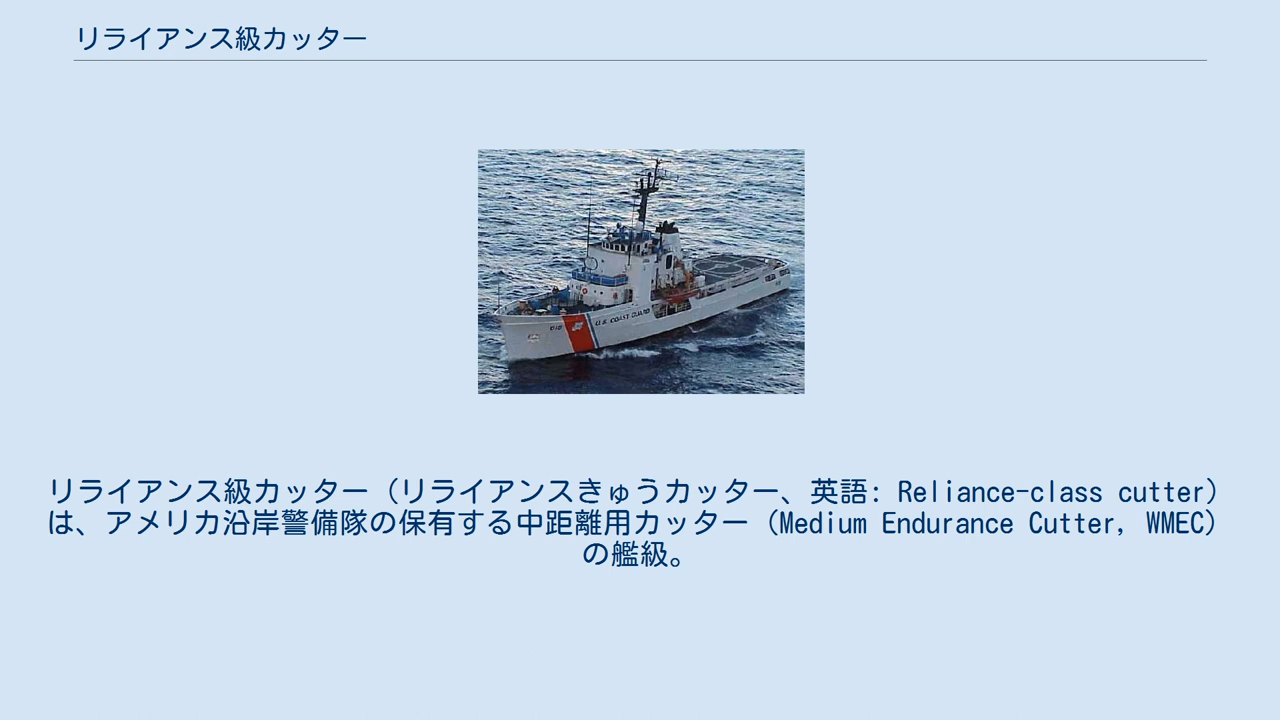 リライアンス級カッター
U.S. COAST GUARD
リライアンス級カッター（リライアンスきゅうカッター、英語: Reliance-class cutter）
は、アメリカ沿岸警備隊の保有する中距離用カッター（Medium Endurance Cutter, WMEC）
の艦級。